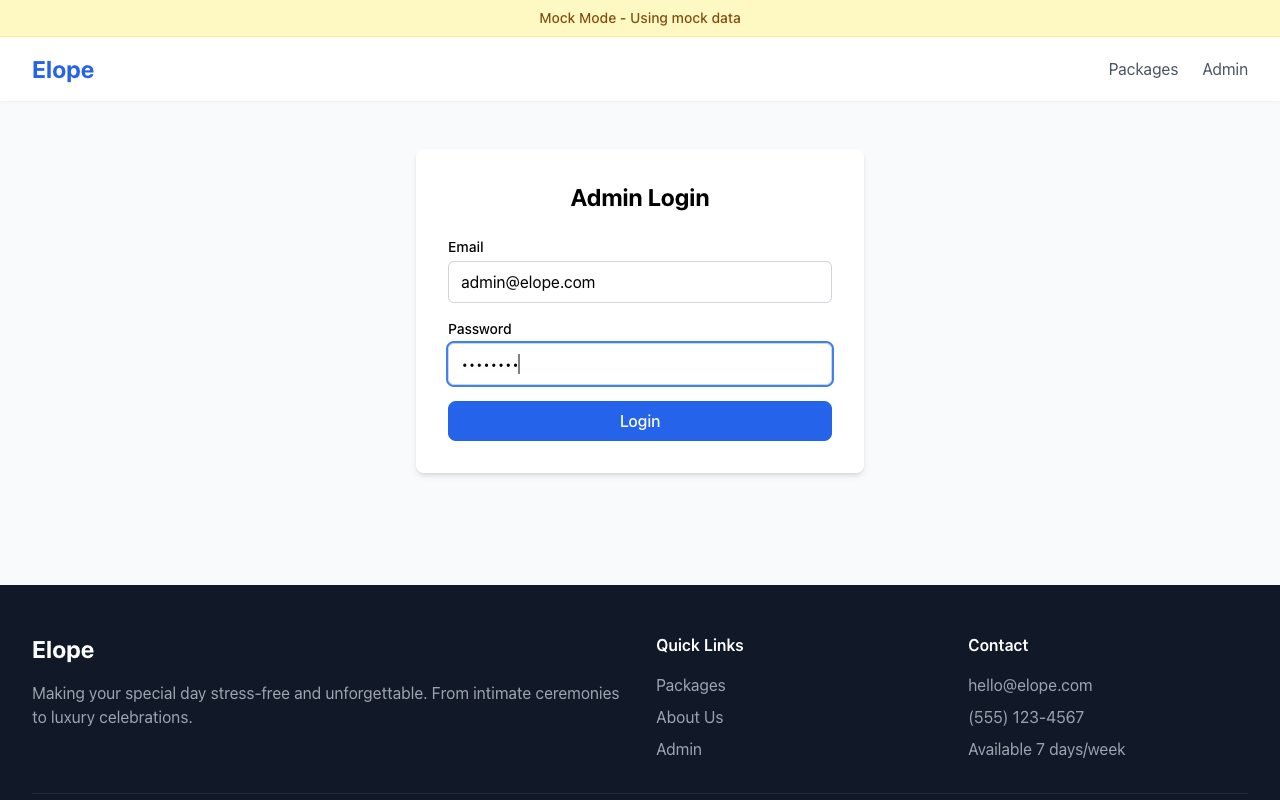 Mock Mode - Using mock data
Elope
Packages
Admin
Admin Login
Email
admin@elope.com
Password
••••••••
Login
Elope
Making your special day stress-free and unforgettable. From intimate ceremonies
to luxury celebrations.
Quick Links
Packages
About Us
Admin
Contact
hello@elope.com
(555) 123-4567
Available 7 days/week